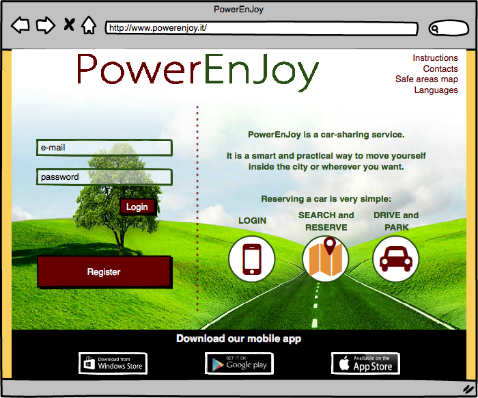 PowerEnJoy
http://www.powerenjoy.it/
PowerEnJoy
Instructions
Contacts
Safe areas map
Languages
e-mail
password
Login
Register
PowerEnJoy is a car-sharing service.
It is a smart and practical way to move yourself
inside the city or wherever you want.
Reserving a car is very simple:
LOGIN
SEARCH and
RESERVE
DRIVE and
PARK
Download our mobile app
Download from
Windows Store
GET IT ON
Google play
Available on the
App Store